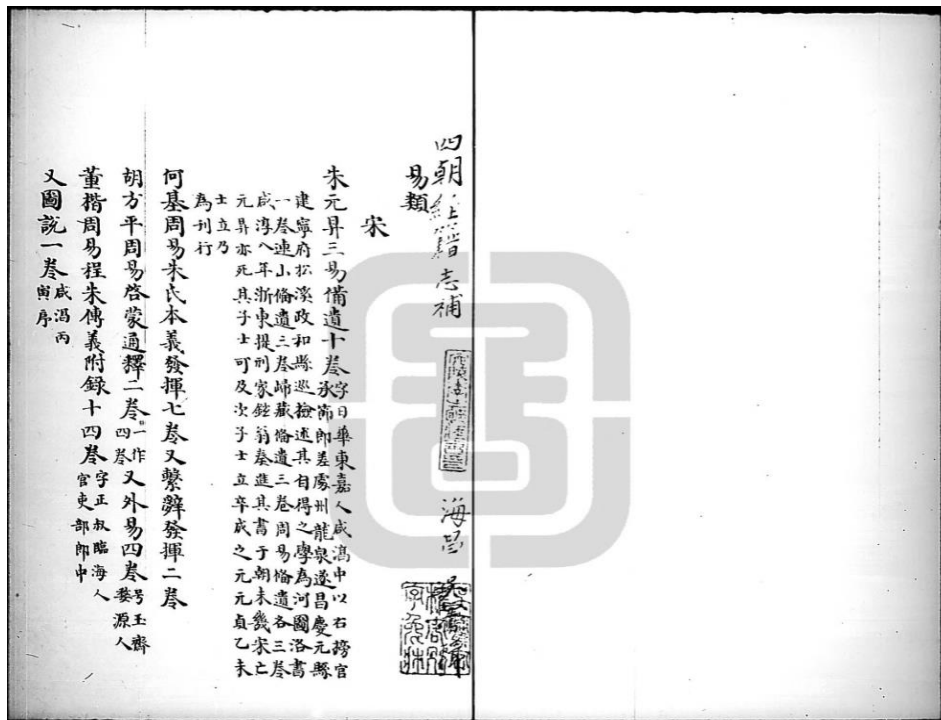 四朝經籍志補 海昌 吳騫
易類
宋
朱元昇三易備遺十卷
字日華東嘉人咸湻中以右榜官
承節郎差處州龍泉遂昌慶元縣
建寧府松溪政和縣巡檢述其自得之學為河圖洛書
一卷連山備遺三卷歸藏備遺三卷周易備遺各三卷
咸淳八年浙東提刑家鉉翁奏進其書于朝未幾宋亡
元昇亦死其子士可及次子士立卒成之元元貞乙未
士立乃
為刊行
何基周易朱氏本義發揮七卷又繫辭發揮二卷
胡方平周易啓蒙通釋二卷
一作
四卷
又外易四卷
号玉齋
婺源人
董楷周易程朱傳義附録十四卷
字正叔臨海人
官吏部郎中
又圖說一卷
咸湻丙
寅序